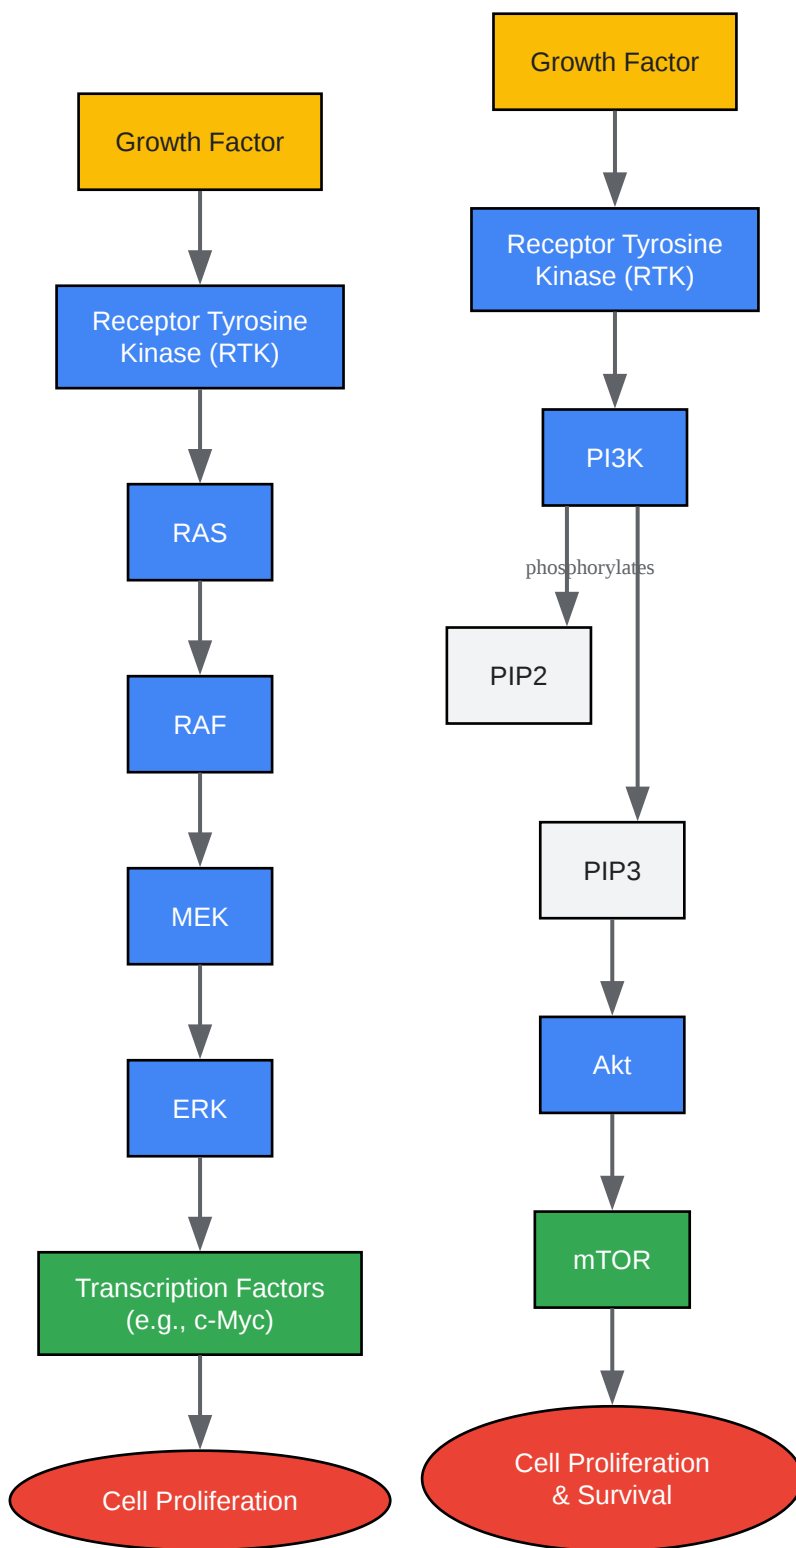 Growth Factor
Receptor Tyrosine
Kinase (RTK)
RAS
RAF
MEK
ERK
Transcription Factors
(e.g., c-Myc)
Cell Proliferation
Growth Factor
Receptor Tyrosine
Kinase (RTK)
PI3K
phosphorylates
PIP2
PIP3
Akt
mTOR
Cell Proliferation
& Survival